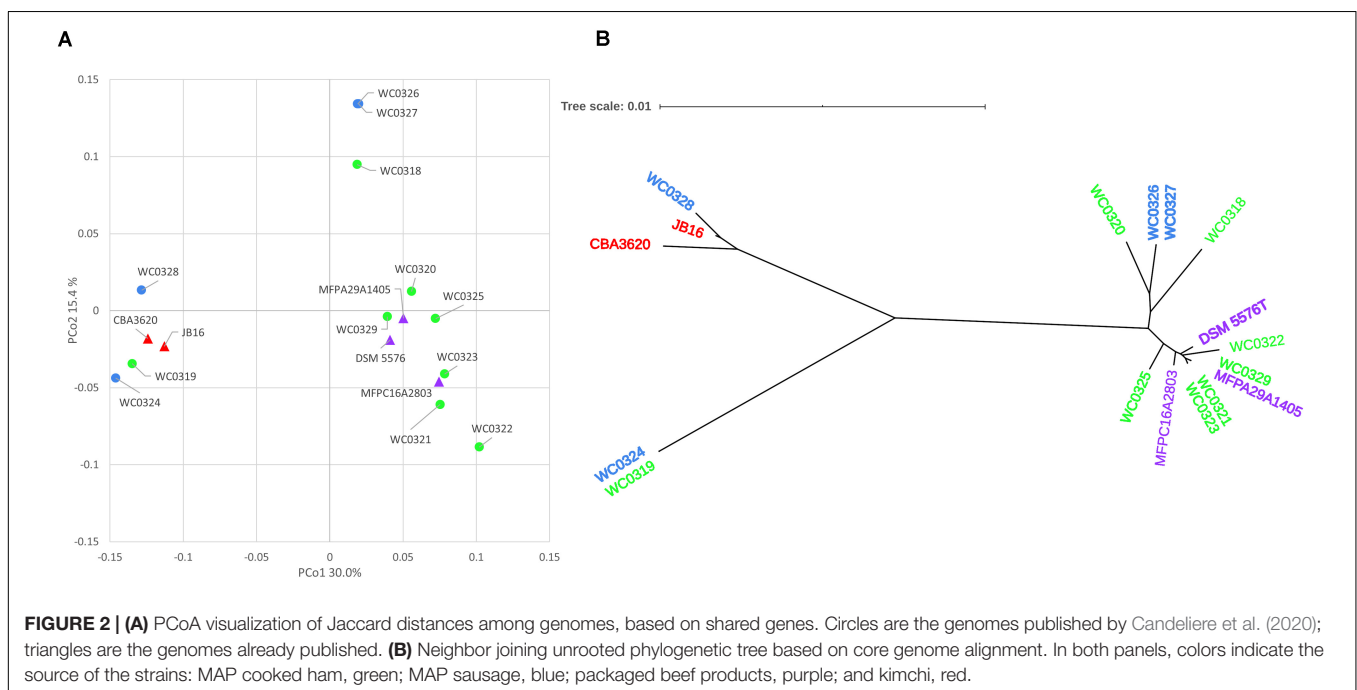 A
B
0.15
0.1
0.05
0
-0.05
-0.1
-0.15
PCo2 15.4 %
-0.15
-0.1
-0.05
0
0.05
0.1
0.15
PCo1 30.0%
WC0326
WC0327
WC0318
WC0328
CBA3620
JB16
WC0319
WC0324
WC0320
MFPA29A1405
WC0325
WC0329
DSM 5576
WC0323
MFPC16A2803
WC0321
WC0322
Tree scale: 0.01
WC0328
JB16
CBA3620
WC0324
WC0319
WC0320
WC0326
WC0327
WC0318
DSM 5576T
WC0322
WC0329
MFPA29A1405
WC0321
WC0323
MFPC16A2803
WC0325
FIGURE 2 | (A) PCoA visualization of Jaccard distances among genomes, based on shared genes. Circles are the genomes published by Candeliere et al. (2020);
triangles are the genomes already published. (B) Neighbor joining unrooted phylogenetic tree based on core genome alignment. In both panels, colors indicate the
source of the strains: MAP cooked ham, green; MAP sausage, blue; packaged beef products, purple; and kimchi, red.